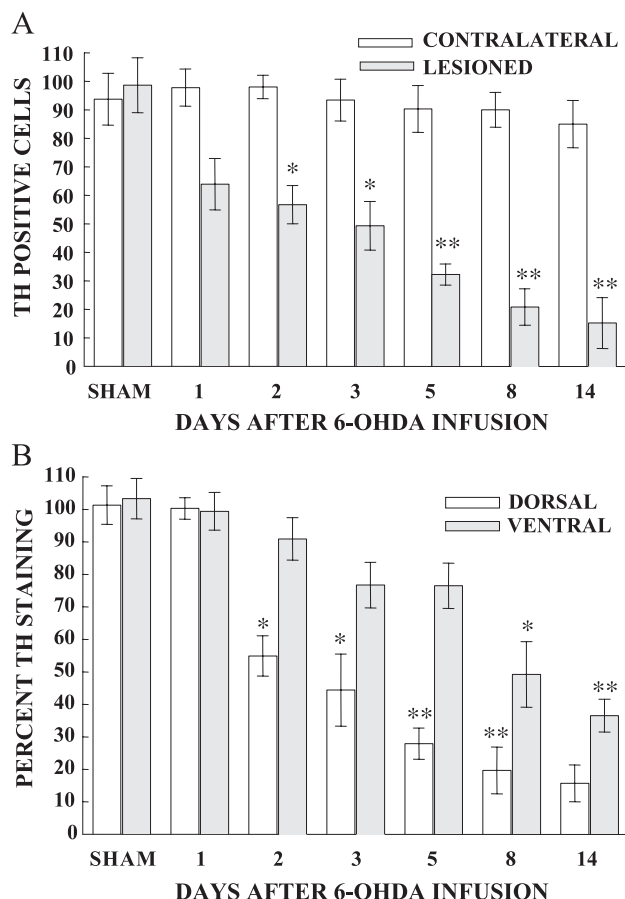 A
CONTRALATERAL
LESIONED
TH POSITIVE CELLS
110
100
90
80
70
60
50
40
30
20
10
0
*
*
**
**
**
SHAM 1 2 3 5 8 14
DAYS AFTER 6-OHDA INFUSION
B
DORSAL
VENTRAL
PERCENT TH STAINING
110
100
90
80
70
60
50
40
30
20
10
0
*
*
**
**
*
**
SHAM 1 2 3 5 8 14
DAYS AFTER 6-OHDA INFUSION